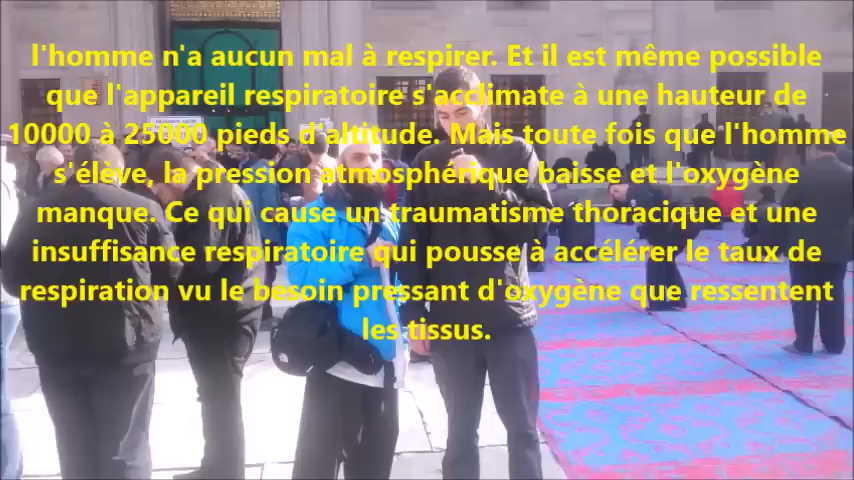 l'homme n'a aucun mal à respirer. Et il est même possible
que l'appareil respiratoire s'acclimate à une hauteur de
10000 à 25000 pieds d'altitude. Mais toute fois que l'homme
s'élève, la pression atmosphérique baisse et l'oxygène
manque. Ce qui cause un traumatisme thoracique et une
insuffisance respiratoire qui pousse à accélérer le taux de
respiration vu le besoin pressant d'oxygène que ressentent
les tissus.